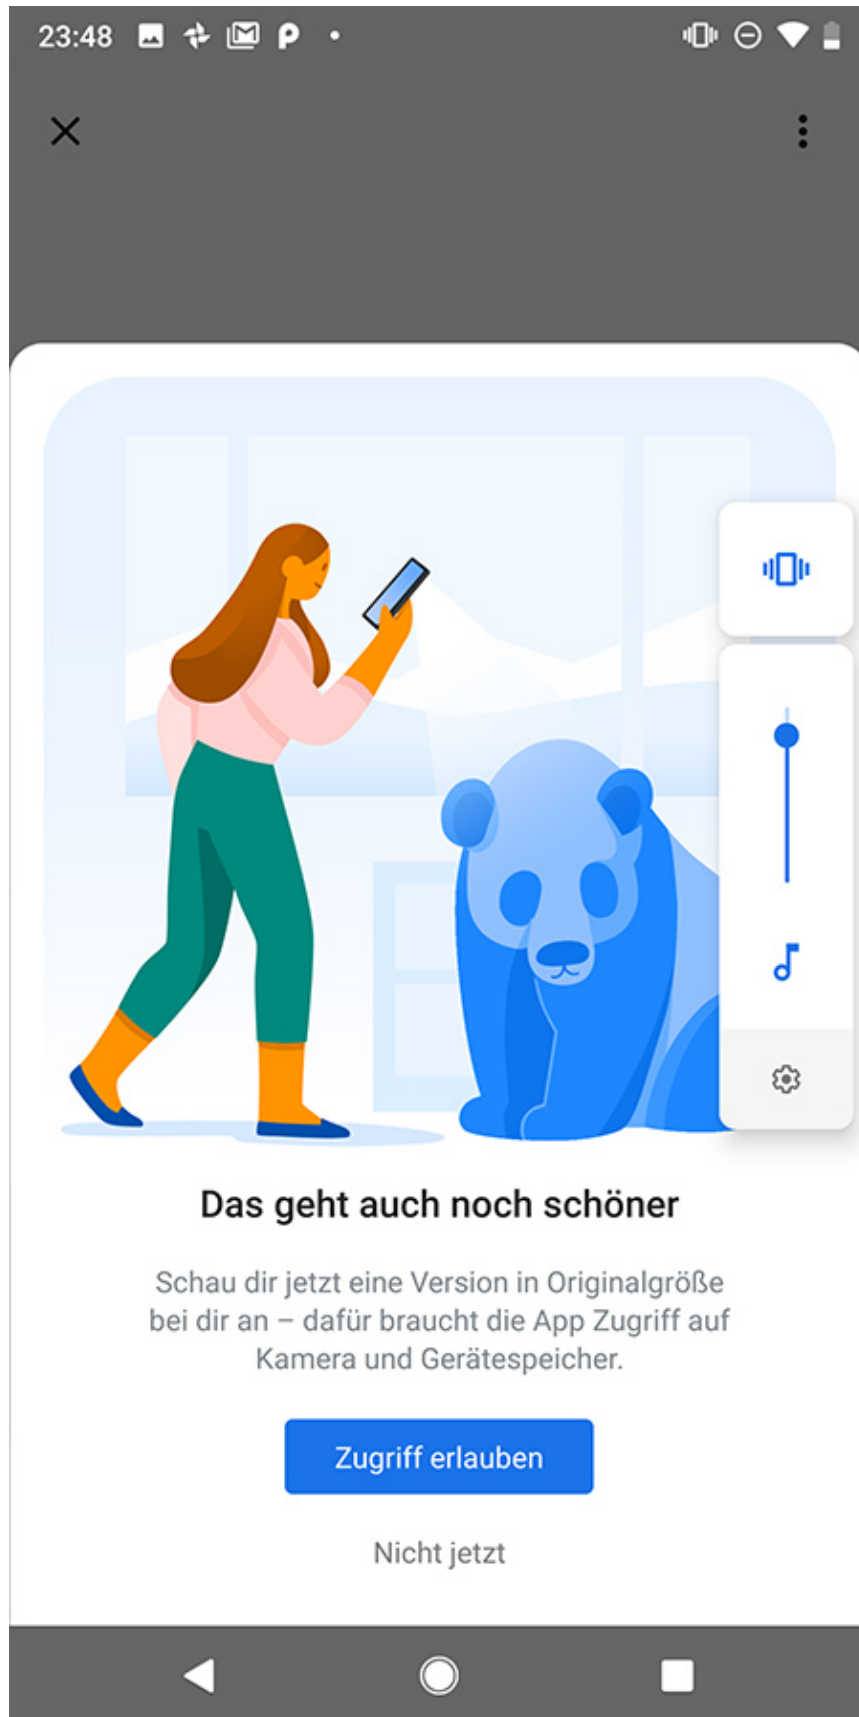 23:48
Das geht auch noch schöner
Schau dir jetzt eine Version in Originalgröße
bei dir an – dafür braucht die App Zugriff auf
Kamera und Gerätespeicher.
Zugriff erlauben
Nicht jetzt